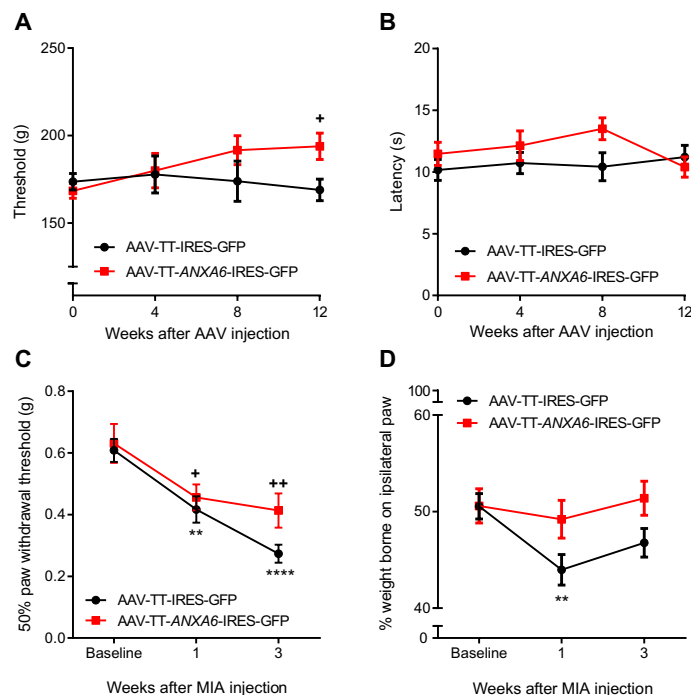 A
250
200
150
Threshold (g)
+
AAV-TT-IRES-GFP
AAV-TT-ANXA6-IRES-GFP
0 4 8 12
Weeks after AAV injection
B
20
15
10
5
0
Latency (s)
AAV-TT-IRES-GFP
AAV-TT-ANXA6-IRES-GFP
0 4 8 12
Weeks after AAV injection
C
0.8
0.6
0.4
0.2
0.0
50% paw withdrawal threshold (g)
+
++
**
****
AAV-TT-IRES-GFP
AAV-TT-ANXA6-IRES-GFP
Baseline 1 3
Weeks after MIA injection
D
100
60
50
40
0
% weight borne on ipsilateral paw
AAV-TT-IRES-GFP
AAV-TT-ANXA6-IRES-GFP
**
Baseline 1 3
Weeks after MIA injection